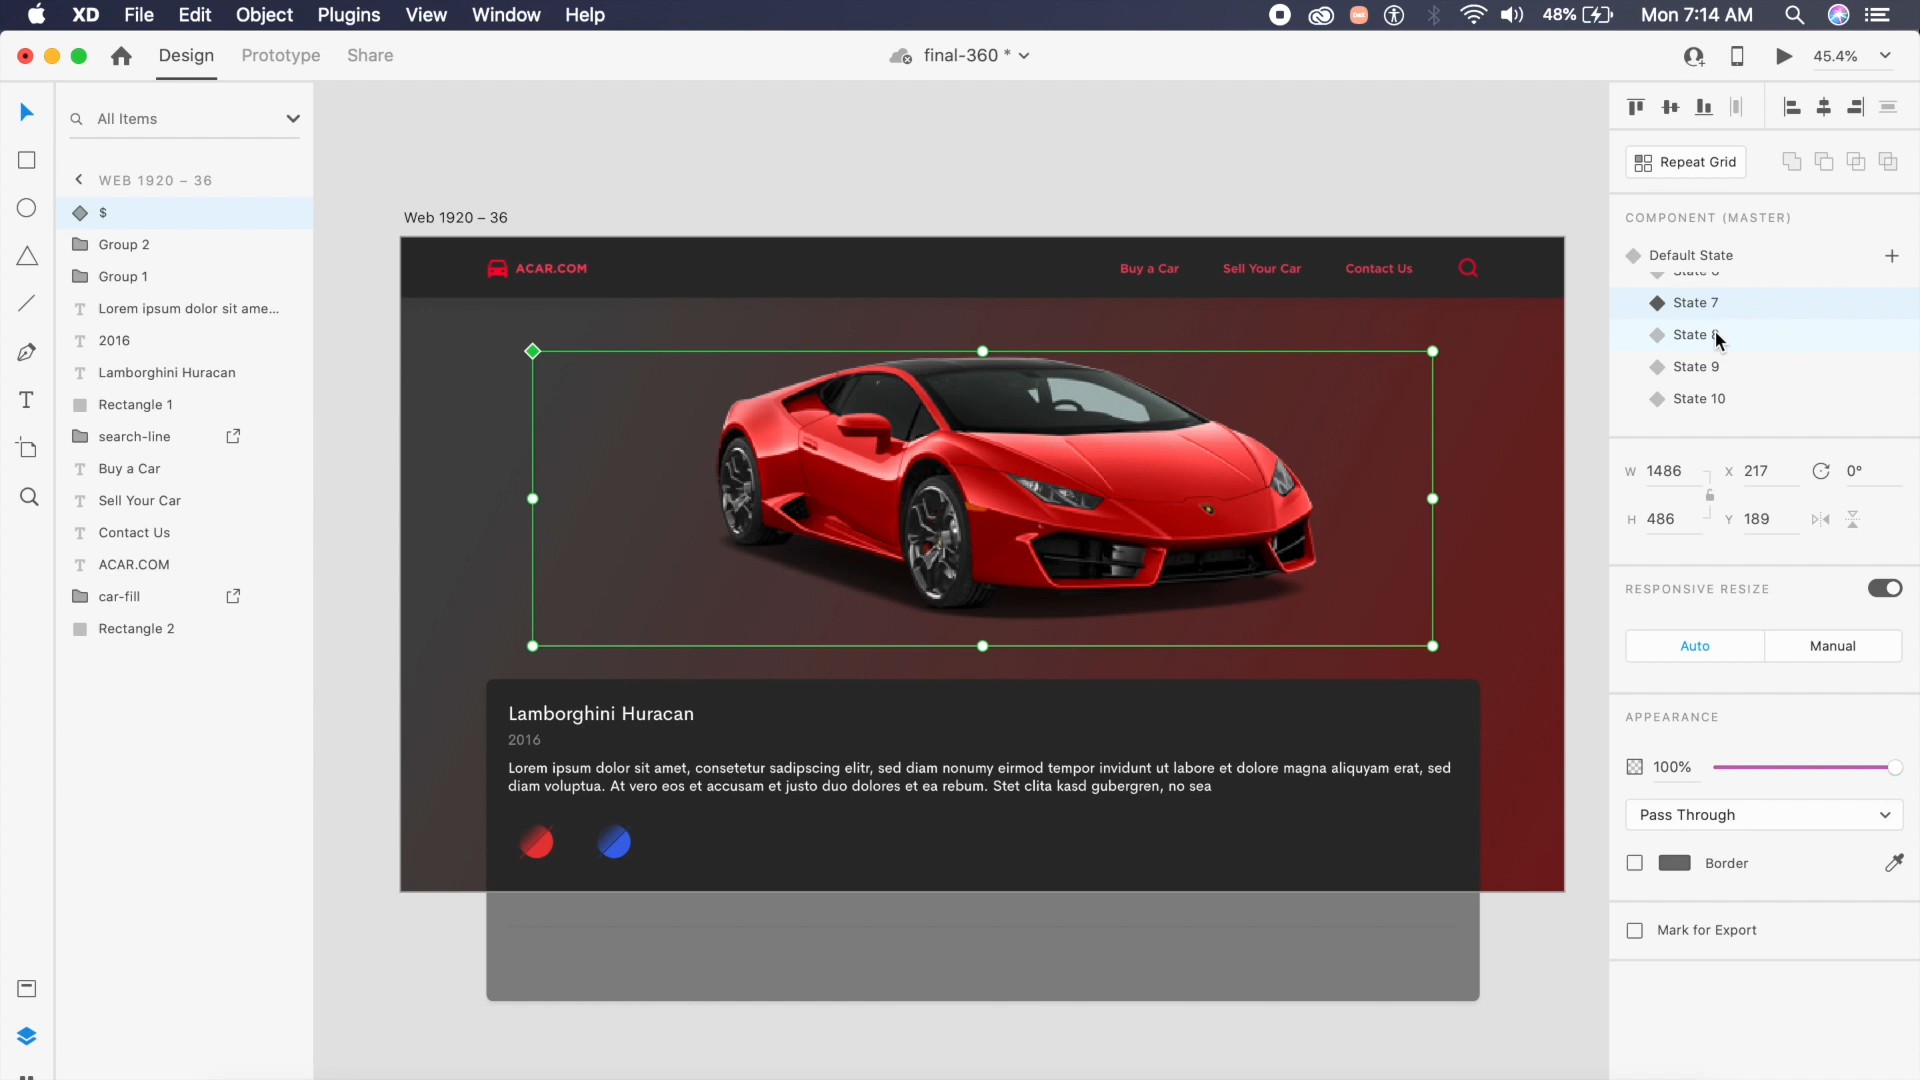 XD File Edit Object Plugins View Window Help 48% Mon 7:14 AM
Design Prototype Share final-360 * 45.4%
All Items
WEB 1920 – 36
$
Group 2
Group 1
Lorem ipsum dolor sit ame...
2016
Lamborghini Huracan
Rectangle 1
search-line
Buy a Car
Sell Your Car
Contact Us
ACAR.COM
car-fill
Rectangle 2
Web 1920 – 36
ACAR.COM Buy a Car Sell Your Car Contact Us
Lamborghini Huracan
2016
Lorem ipsum dolor sit amet, consetetur sadipscing elitr, sed diam nonumy eirmod tempor invidunt ut labore et dolore magna aliquyam erat, sed
diam voluptua. At vero eos et accusam et justo duo dolores et ea rebum. Stet clita kasd gubergren, no sea
Repeat Grid
COMPONENT (MASTER)
Default State
State 7
State 8
State 9
State 10
W 1486 X 217 0°
H 486 Y 189
RESPONSIVE RESIZE
Auto Manual
APPEARANCE
100%
Pass Through
Border
Mark for Export